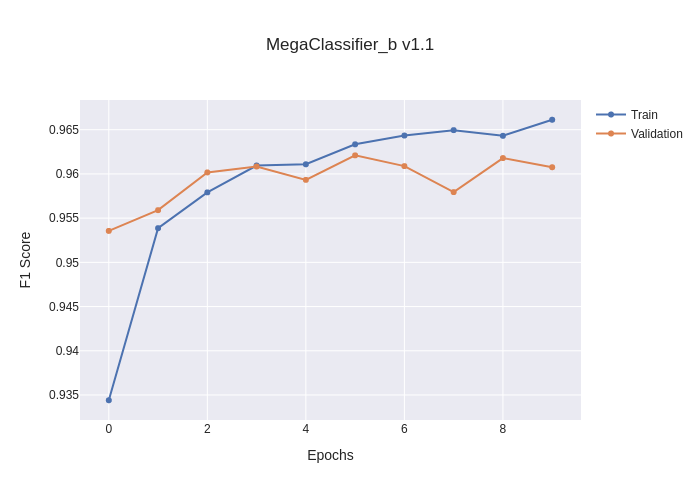 MegaClassifier_b v1.1
Train
Validation
0.965
0.96
0.955
0.95
0.945
0.94
0.935
F1 Score
0 2 4 6 8
Epochs